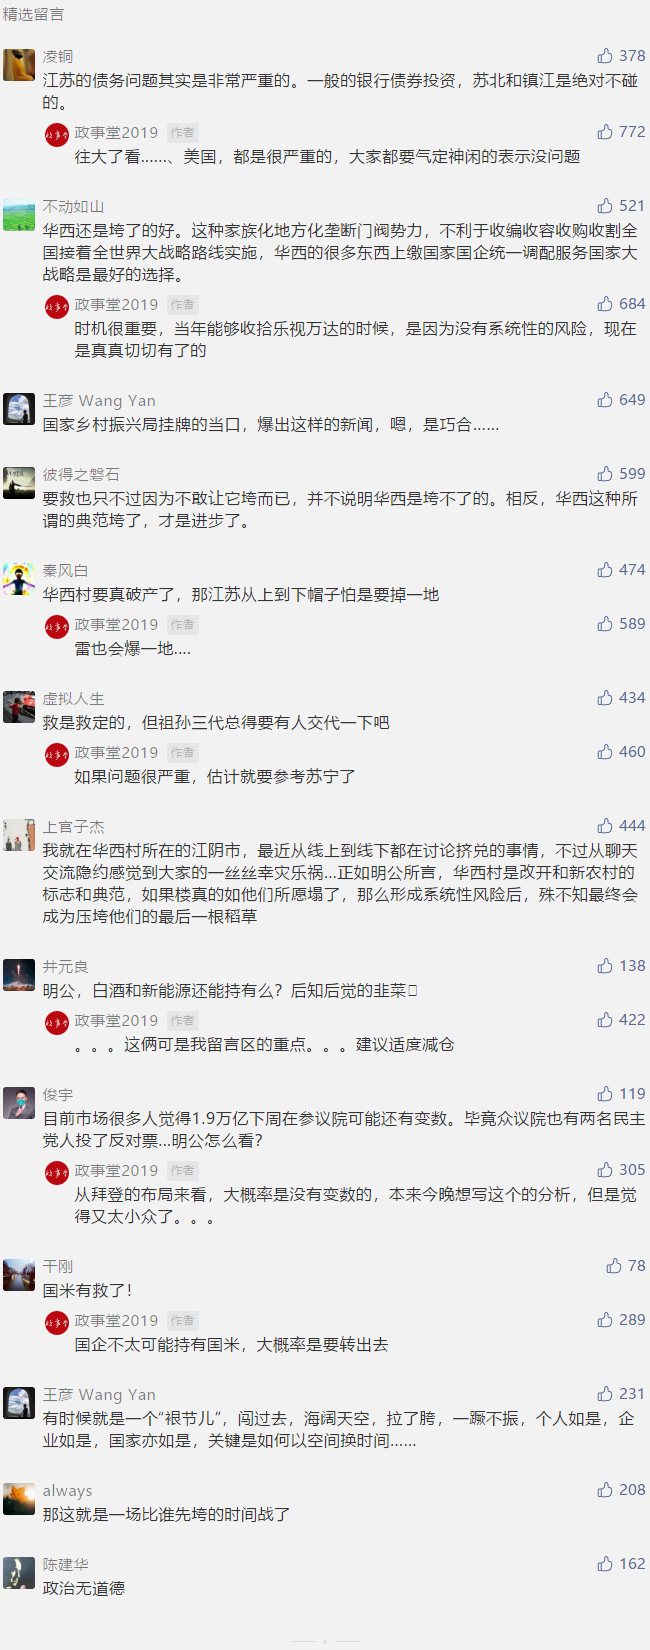 精选留言
凌铜
378
江苏的债务问题其实是非常严重的。一般的银行债券投资，苏北和镇江是绝对不碰
的。
政事堂2019 作者
772
往大了看……、美国，都是很严重的，大家都要气定神闲的表示没问题
不动如山
521
华西还是垮了的好。这种家族化地方化垄断门阀势力，不利于收编收容收购收割全
国接着全世界大战略路线实施，华西的很多东西上缴国家国企统一调配服务国家大
战略是最好的选择。
政事堂2019 作者
684
时机很重要，当年能够收拾乐视万达的时候，是因为没有系统性的风险，现在
是真真切切有了的
王彦 Wang Yan
649
国家乡村振兴局挂牌的当口，爆出这样的新闻，嗯，是巧合……
彼得之磐石
599
要救也只不过因为不敢让它垮而已，并不说明华西是垮不了的。相反，华西这种所
谓的典范垮了，才是进步了。
秦风白
474
华西村要真破产了，那江苏从上到下帽子怕是要掉一地
政事堂2019 作者
589
雷也会爆一地....
虚拟人生
434
救是救定的，但祖孙三代总得要有人交代一下吧
政事堂2019 作者
460
如果问题很严重，估计就要参考苏宁了
上官子杰
444
我就在华西村所在的江阴市，最近从线上到线下都在讨论挤兑的事情，不过从聊天
交流隐约感觉到大家的一丝丝幸灾乐祸...正如明公所言，华西村是改开和新农村的
标志和典范，如果楼真的如他们所愿塌了，那么形成系统性风险后，殊不知最终会
成为压垮他们的最后一根稻草
井元良
138
明公，白酒和新能源还能持有么？后知后觉的韭菜
政事堂2019 作者
422
。。。这俩可是我留言区的重点。。。建议适度减仓
俊宇
119
目前市场很多人觉得1.9万亿下周在参议院可能还有变数。毕竟众议院也有两名民主
党人投了反对票...明公怎么看？
政事堂2019 作者
305
从拜登的布局来看，大概率是没有变数的，本来今晚想写这个的分析，但是觉
得又太小众了。。。
干刚
78
国米有救了！
政事堂2019 作者
289
国企不太可能持有国米，大概率是要转出去
王彦 Wang Yan
231
有时候就是一个“裉节儿”，闯过去，海阔天空，拉了胯，一蹶不振，个人如是，企
业如是，国家亦如是，关键是如何以空间换时间……
always
208
那这就是一场比谁先垮的时间战了
陈建华
162
政治无道德